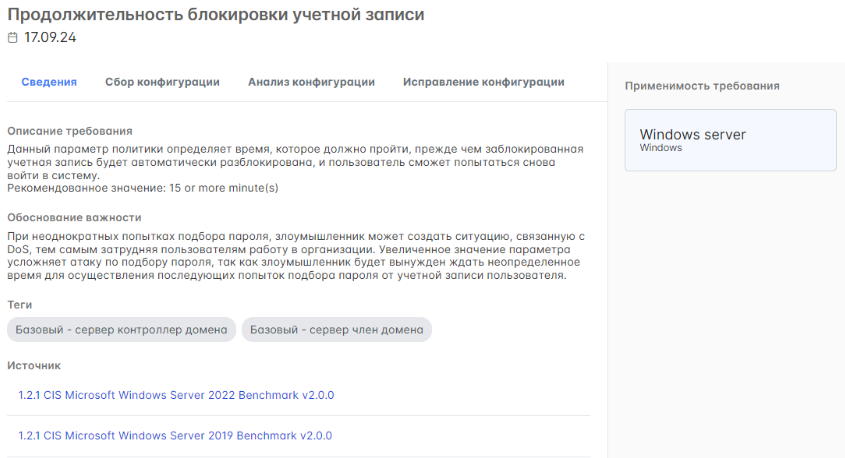 Продолжительность блокировки учетной записи
17.09.24
Сведения
Сбор конфигурации
Анализ конфигурации
Исправление конфигурации
Описание требования
Данный параметр политики определяет время, которое должно пройти, прежде чем заблокированная
учетная запись будет автоматически разблокирована, и пользователь сможет попытаться снова
войти в систему.
Рекомендованное значение: 15 or more minute(s)
Обоснование важности
При неоднократных попытках подбора пароля, злоумышленник может создать ситуацию, связанную с
DoS, тем самым затрудняя пользователям работу в организации. Увеличенное значение параметра
усложняет атаку по подбору пароля, так как злоумышленник будет вынужден ждать неопределенное
время для осуществления последующих попыток подбора пароля от учетной записи пользователя.
Теги
Базовый - сервер контроллер домена
Базовый - сервер член домена
Источник
1.2.1 CIS Microsoft Windows Server 2022 Benchmark v2.0.0
1.2.1 CIS Microsoft Windows Server 2019 Benchmark v2.0.0
Применимость требования
Windows server
Windows